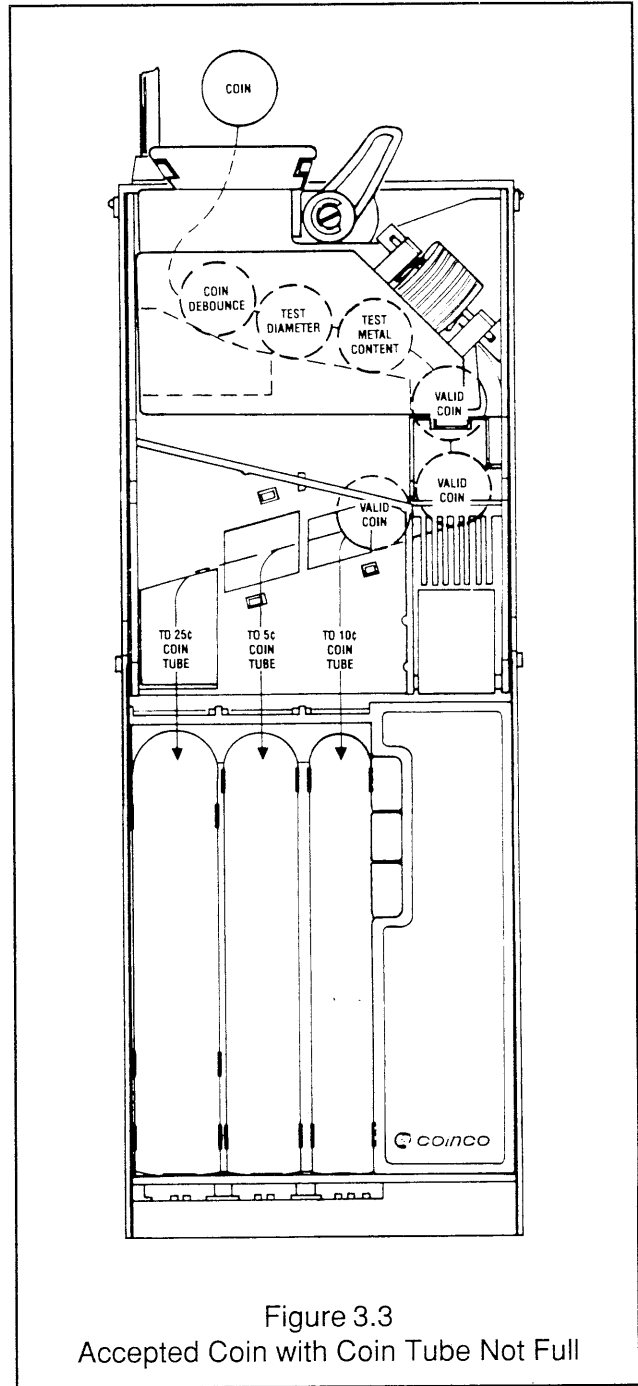 COIN
COIN
DEBOUNCE
TEST
DIAMETER
TEST
METAL
CONTENT
VALID
COIN
VALID
COIN
VALID
COIN
TO 25¢
COIN
TUBE
TO 5¢
COIN
TUBE
TO 10¢
COIN
TUBE
COINCO
Figure 3.3
Accepted Coin with Coin Tube Not Full